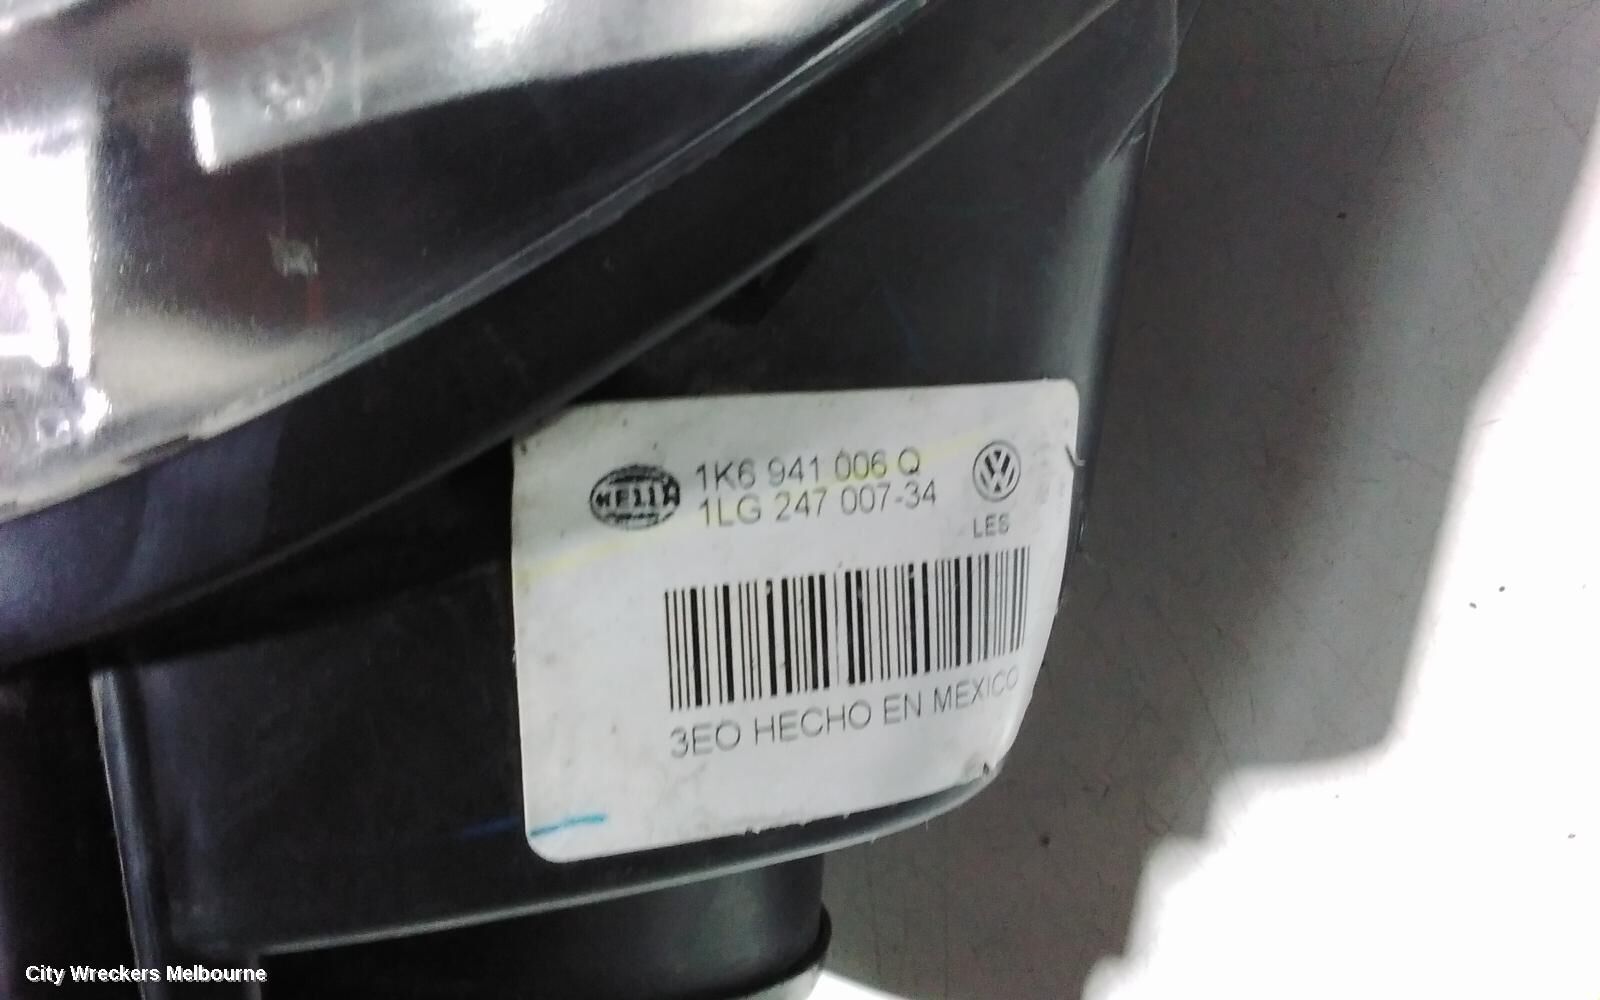 HELLA
1K6 941 006 Q
1LG 247 007-34
LES
3EO HECHO EN MEXICO
City Wreckers Melbourne